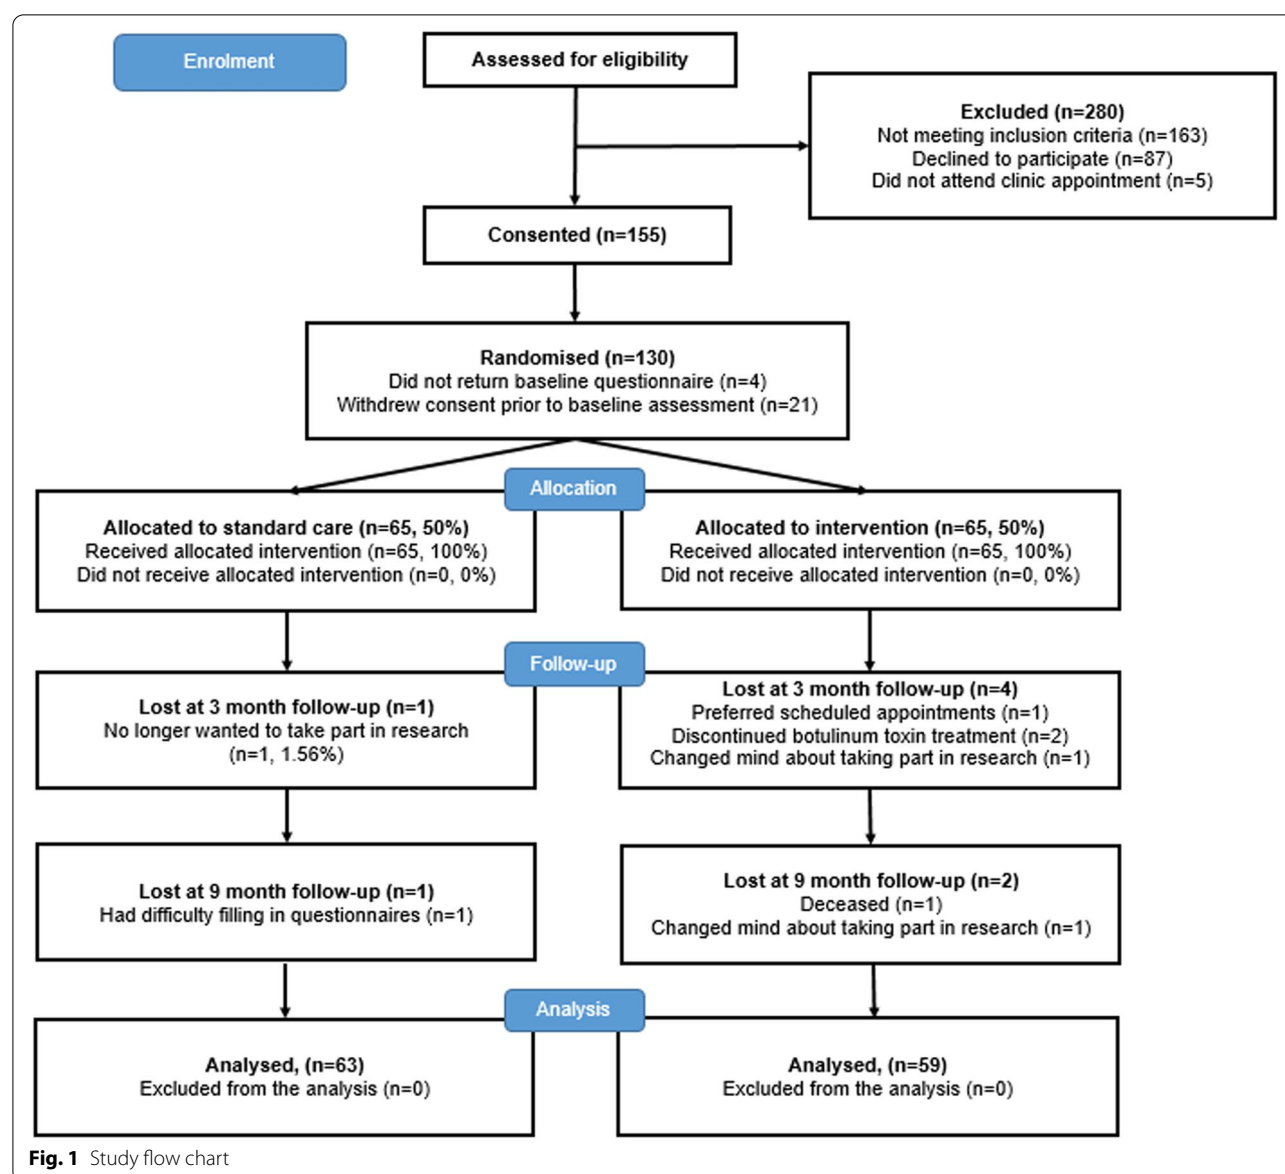 Enrolment
Assessed for eligibility
Excluded (n=280)
Not meeting inclusion criteria (n=163)
Declined to participate (n=87)
Did not attend clinic appointment (n=5)
Consented (n=155)
Randomised (n=130)
Did not return baseline questionnaire (n=4)
Withdrew consent prior to baseline assessment (n=21)
Allocation
Allocated to standard care (n=65, 50%)
Received allocated intervention (n=65, 100%)
Did not receive allocated intervention (n=0, 0%)
Allocated to intervention (n=65, 50%)
Received allocated intervention (n=65, 100%)
Did not receive allocated intervention (n=0, 0%)
Follow-up
Lost at 3 month follow-up (n=1)
No longer wanted to take part in research
(n=1, 1.56%)
Lost at 3 month follow-up (n=4)
Preferred scheduled appointments (n=1)
Discontinued botulinum toxin treatment (n=2)
Changed mind about taking part in research (n=1)
Lost at 9 month follow-up (n=1)
Had difficulty filling in questionnaires (n=1)
Lost at 9 month follow-up (n=2)
Deceased (n=1)
Changed mind about taking part in research (n=1)
Analysis
Analysed, (n=63)
Excluded from the analysis (n=0)
Analysed, (n=59)
Excluded from the analysis (n=0)
Fig. 1 Study flow chart